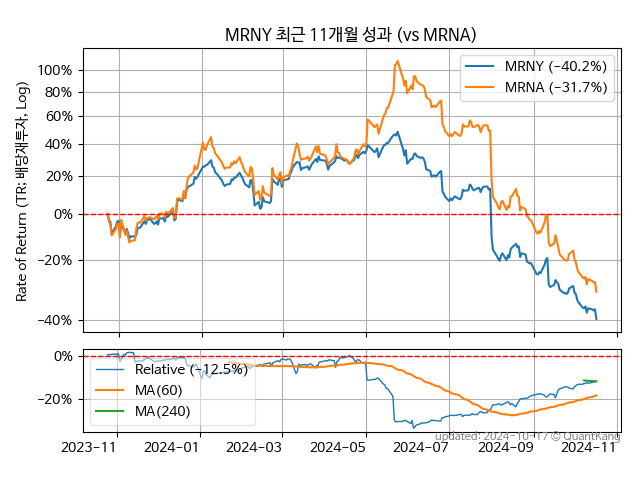 MRNY 최근 11개월 성과 (vs MRNA)
Rate of Return (TR: 배당재투자, Log)
100%
80%
60%
40%
20%
0%
−20%
−40%
MRNY (−40.2%)
MRNA (−31.7%)
0%
−20%
Relative (−12.5%)
MA(60)
MA(240)
2023−11
2024−01
2024−03
2024−05
2024−07
2024−09
2024−11
updated: 2024-10-17 © QuantKang